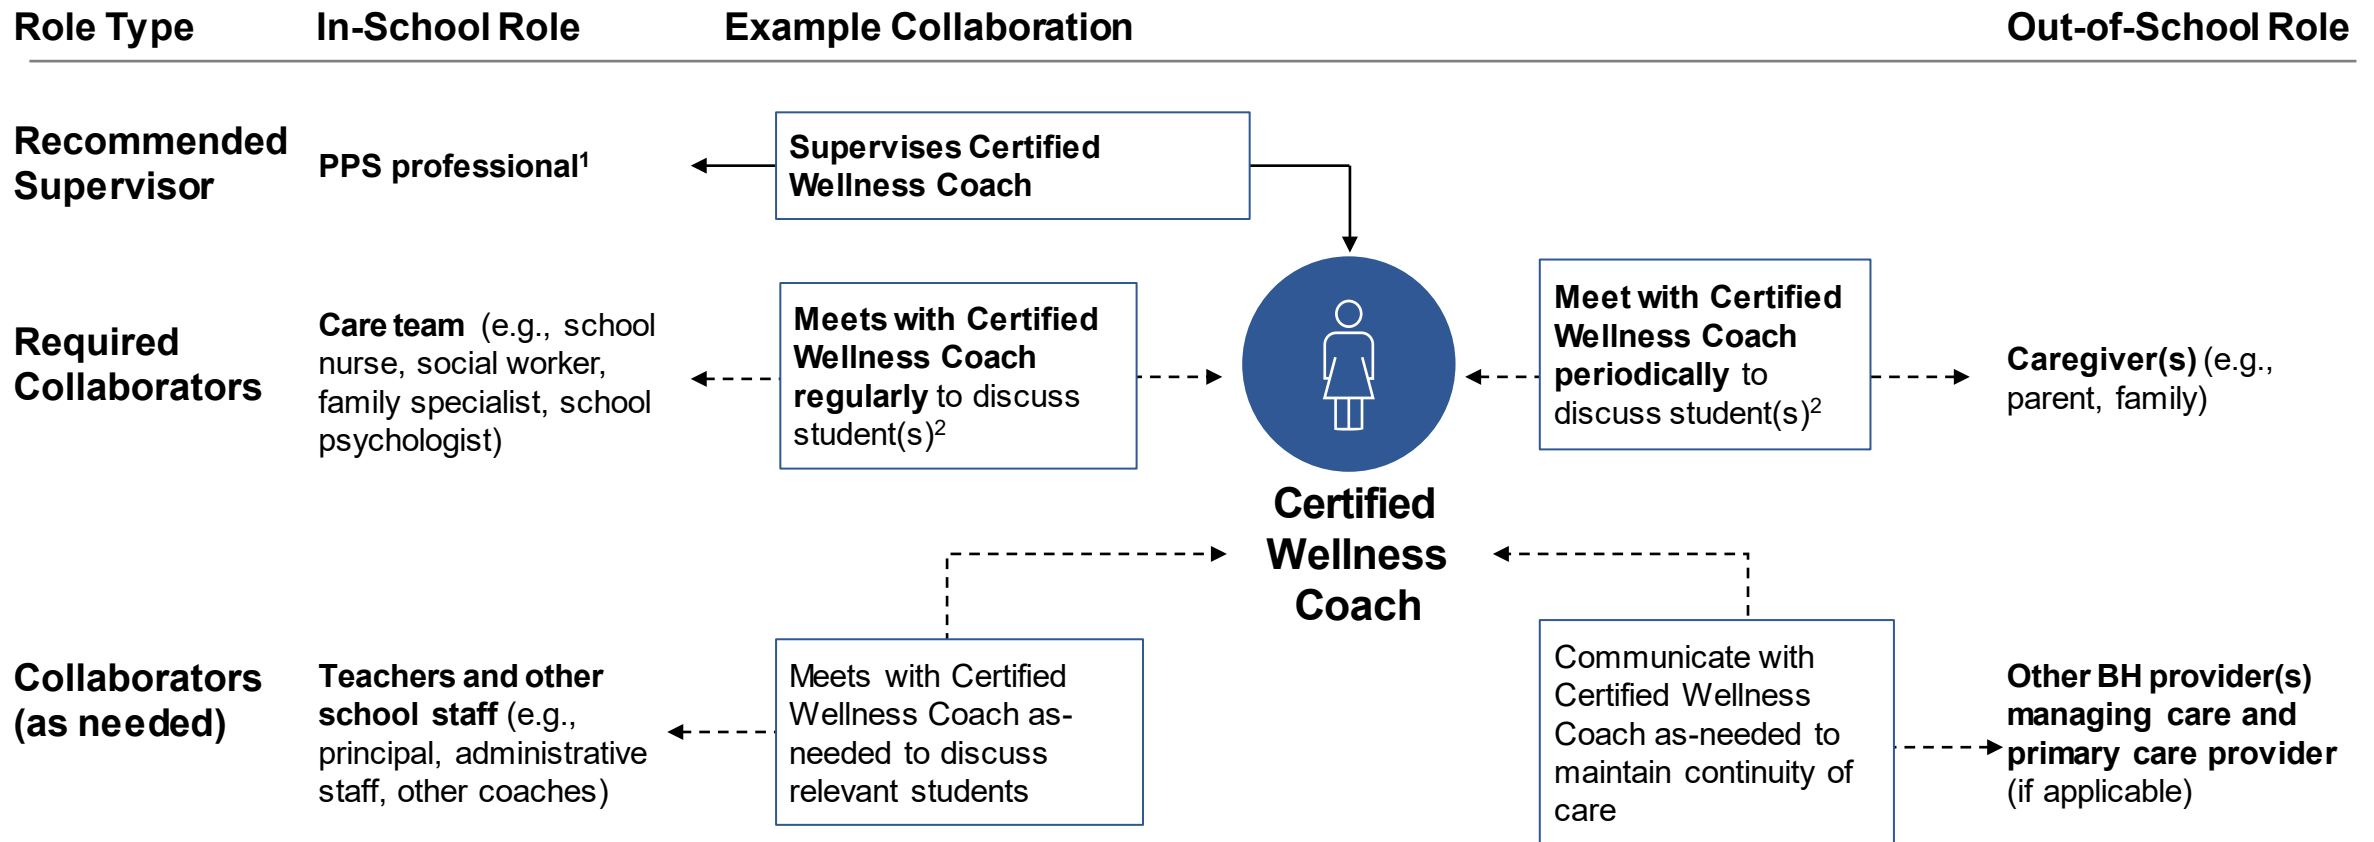 Role Type
In-School Role
Example Collaboration
Out-of-School Role
Recommended
Supervisor
PPS professional¹
Supervises Certified
Wellness Coach
Required
Collaborators
Care team (e.g., school
nurse, social worker,
family specialist, school
psychologist)
Meets with Certified
Wellness Coach
regularly to discuss
student(s)²
Meet with Certified
Wellness Coach
periodically to
discuss student(s)²
Caregiver(s) (e.g.,
parent, family)
Certified
Wellness
Coach
Collaborators
(as needed)
Teachers and other
school staff (e.g.,
principal, administrative
staff, other coaches)
Meets with Certified
Wellness Coach as-
needed to discuss
relevant students
Communicate with
Certified Wellness
Coach as-needed to
maintain continuity of
care
Other BH provider(s)
managing care and
primary care provider
(if applicable)